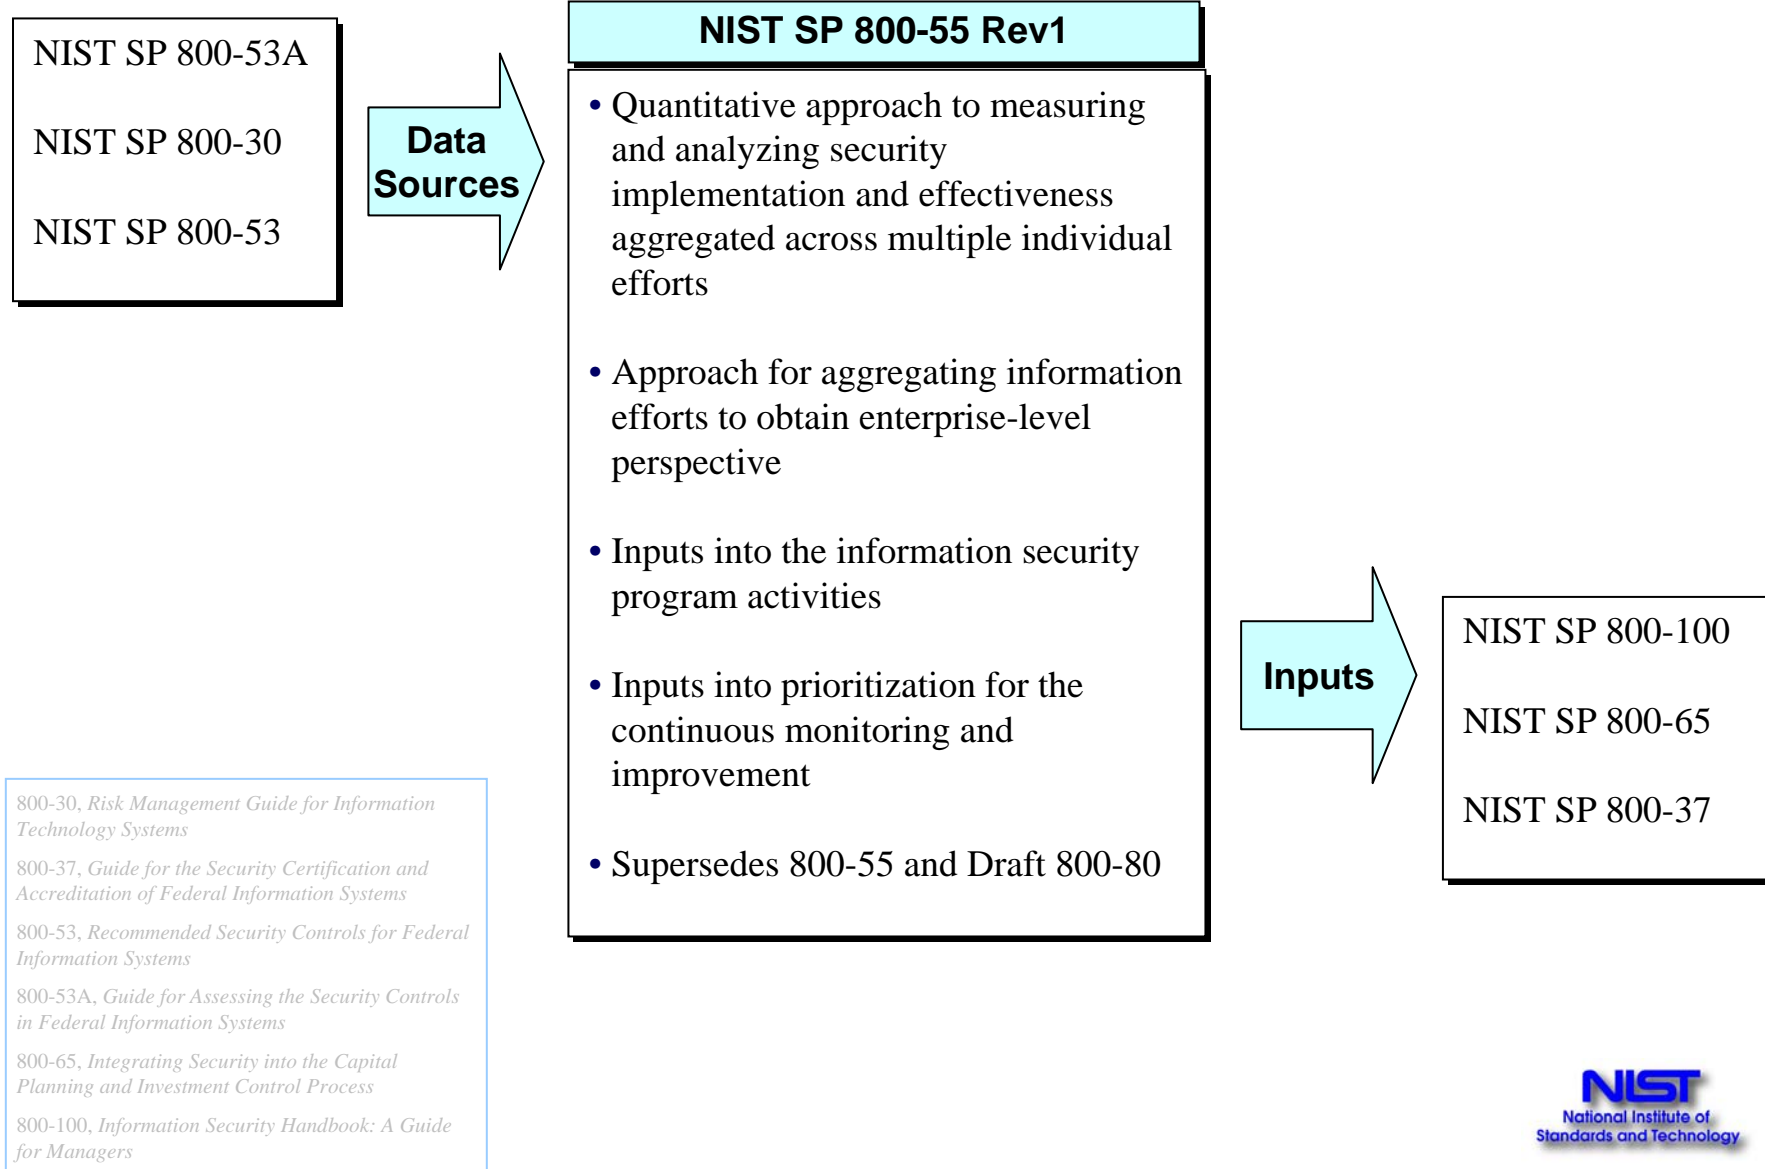 NIST SP 800-53A
NIST SP 800-30
NIST SP 800-53
Data
Sources
NIST SP 800-55 Rev1
• Quantitative approach to measuring
and analyzing security
implementation and effectiveness
aggregated across multiple individual
efforts
• Approach for aggregating information
efforts to obtain enterprise-level
perspective
• Inputs into the information security
program activities
• Inputs into prioritization for the
continuous monitoring and
improvement
• Supersedes 800-55 and Draft 800-80
Inputs
NIST SP 800-100
NIST SP 800-65
NIST SP 800-37
800-30, Risk Management Guide for Information
Technology Systems
800-37, Guide for the Security Certification and
Accreditation of Federal Information Systems
800-53, Recommended Security Controls for Federal
Information Systems
800-53A, Guide for Assessing the Security Controls
in Federal Information Systems
800-65, Integrating Security into the Capital
Planning and Investment Control Process
800-100, Information Security Handbook: A Guide
for Managers
NIST
National Institute of
Standards and Technology